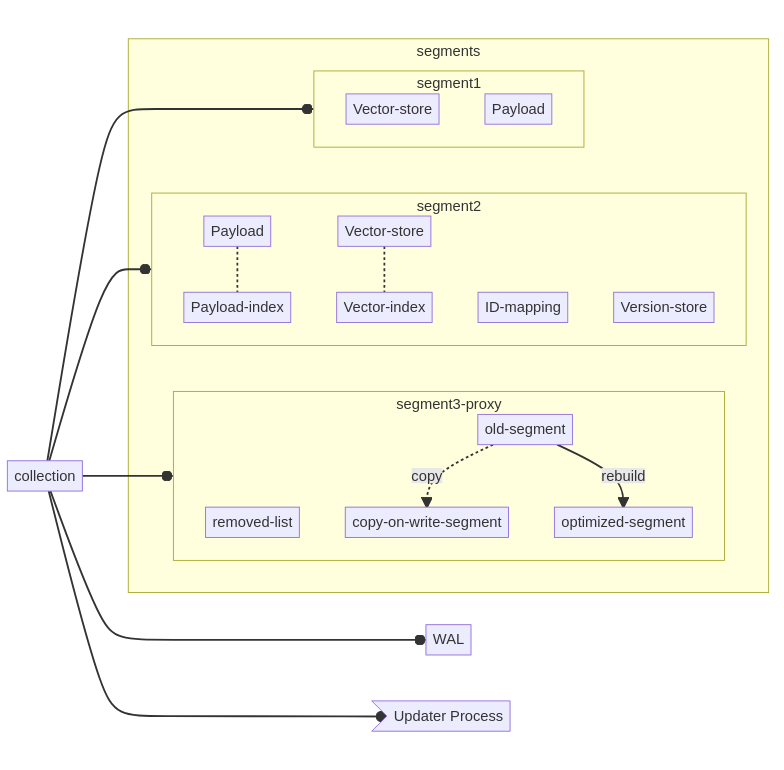 segments
segment1
Vector-store
Payload
segment2
Payload
Vector-store
Payload-index
Vector-index
ID-mapping
Version-store
segment3-proxy
old-segment
collection
copy
rebuild
removed-list
copy-on-write-segment
optimized-segment
WAL
Updater Process